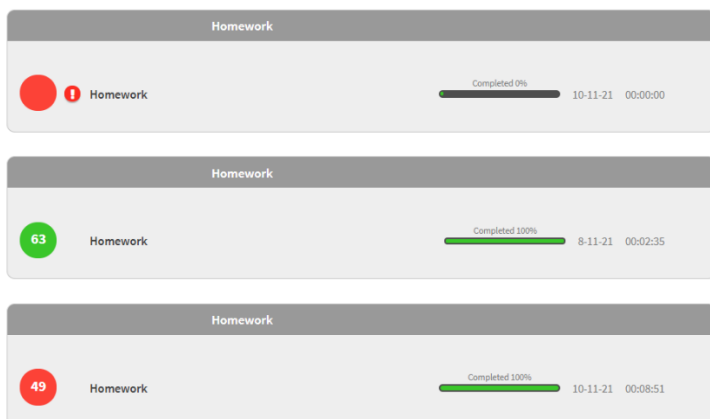 Homework
Completed 0%
! Homework 10-11-21 00:00:00
Homework
Completed 100%
63 Homework 8-11-21 00:02:35
Homework
Completed 100%
49 Homework 10-11-21 00:08:51